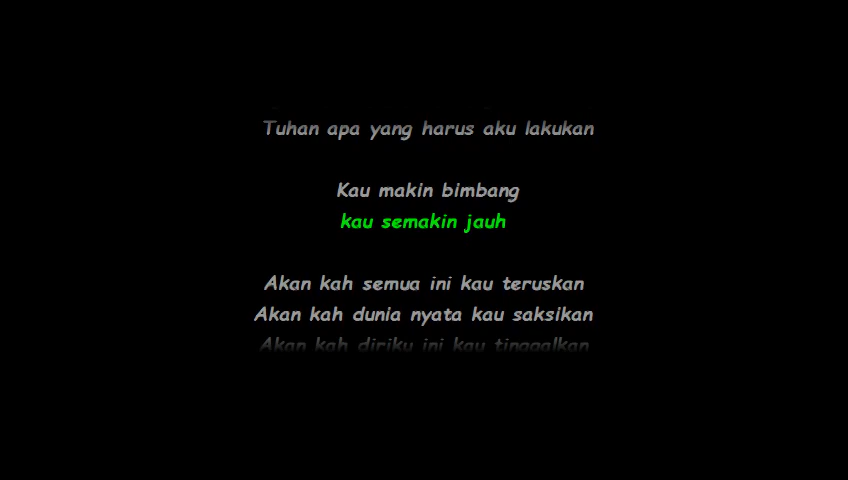 Tuhan apa yang harus aku lakukan
Kau makin bimbang
kau semakin jauh
Akan kah semua ini kau teruskan
Akan kah dunia nyata kau saksikan
Akan kah diriku ini kau tinggalkan